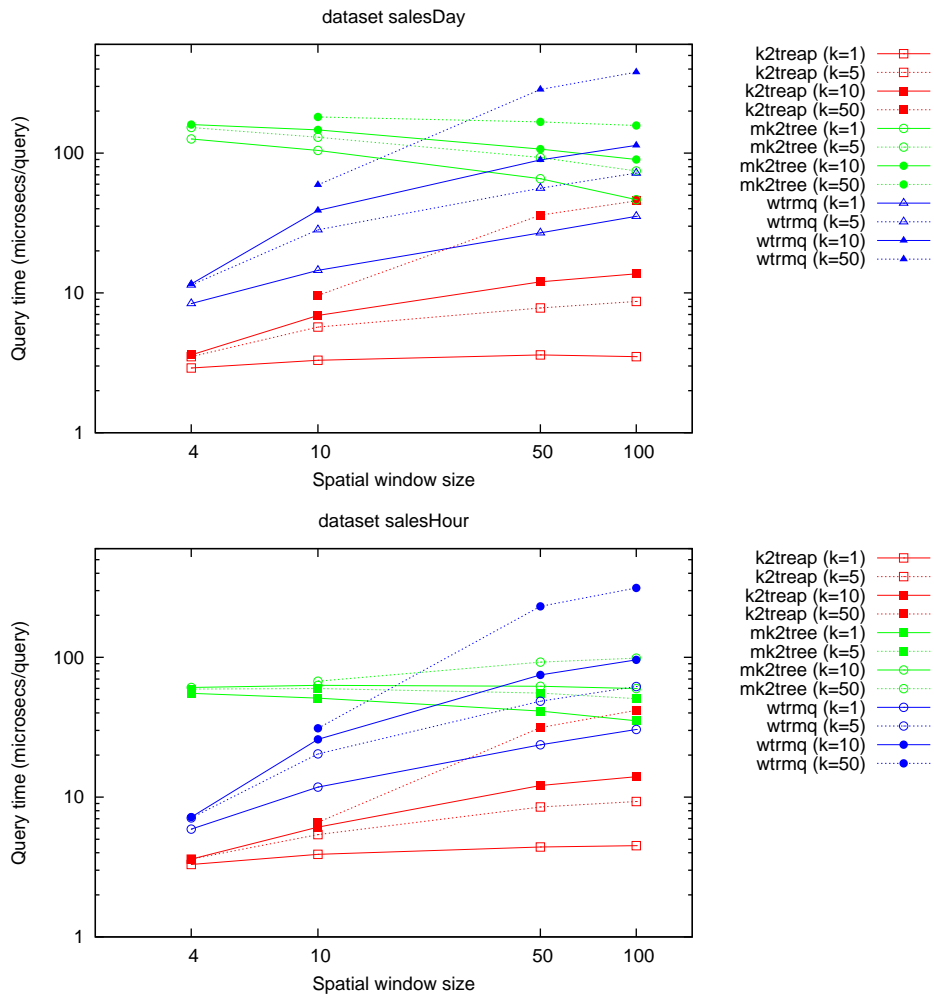 dataset salesDay
Query time (microsecs/query)
100
10
1
4
10
50
100
Spatial window size
k2treap (k=1)
k2treap (k=5)
k2treap (k=10)
k2treap (k=50)
mk2tree (k=1)
mk2tree (k=5)
mk2tree (k=10)
mk2tree (k=50)
wtrmq (k=1)
wtrmq (k=5)
wtrmq (k=10)
wtrmq (k=50)
dataset salesHour
Query time (microsecs/query)
100
10
1
4
10
50
100
Spatial window size
k2treap (k=1)
k2treap (k=5)
k2treap (k=10)
k2treap (k=50)
mk2tree (k=1)
mk2tree (k=5)
mk2tree (k=10)
mk2tree (k=50)
wtrmq (k=1)
wtrmq (k=5)
wtrmq (k=10)
wtrmq (k=50)